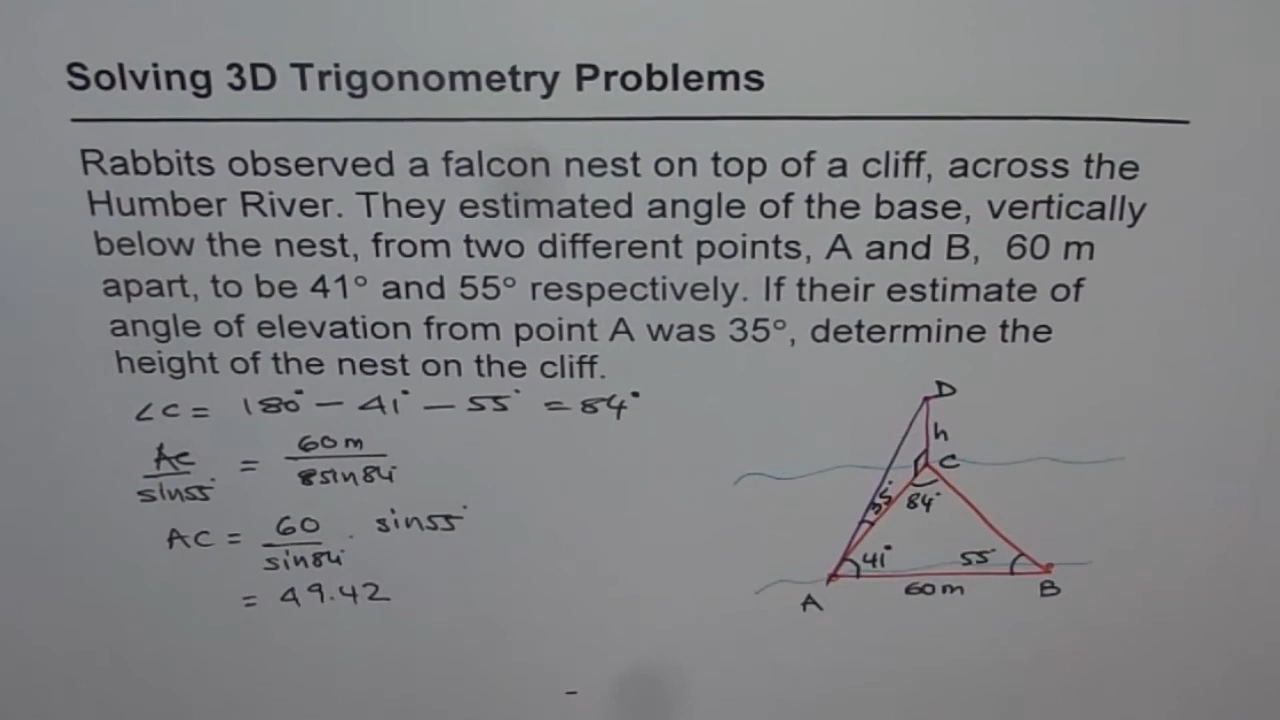 Solving 3D Trigonometry Problems
Rabbits observed a falcon nest on top of a cliff, across the
Humber River. They estimated angle of the base, vertically
below the nest, from two different points, A and B, 60 m
apart, to be 41° and 55° respectively. If their estimate of
angle of elevation from point A was 35°, determine the
height of the nest on the cliff.
∠C = 180° - 41° - 55° = 84°
AC/sin55° = 60m/sin84°
AC = 60/sin84° · sin55°
= 49.42
D
h
C
35°
84°
41°
55°
60m
A
B